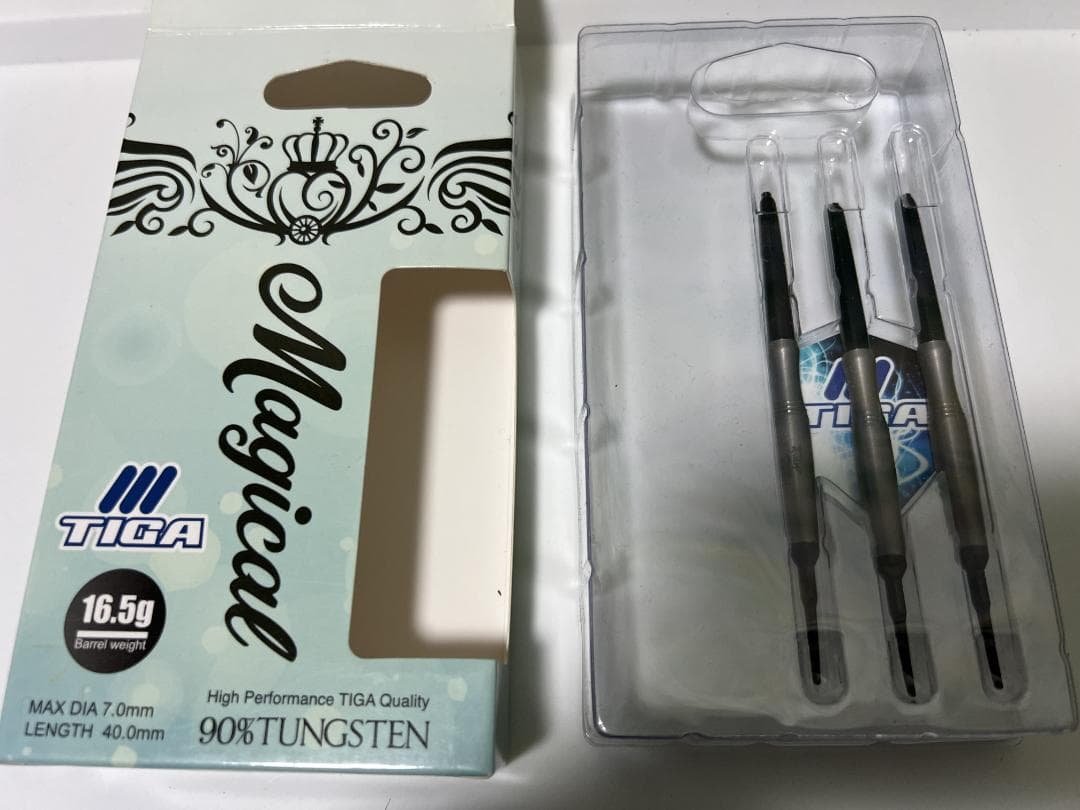 Magical
TIGA
16.5g
Barrel weight
MAX DIA 7.0mm
LENGTH 40.0mm
High Performance TIGA Quality
90%TUNGSTEN
TIGA